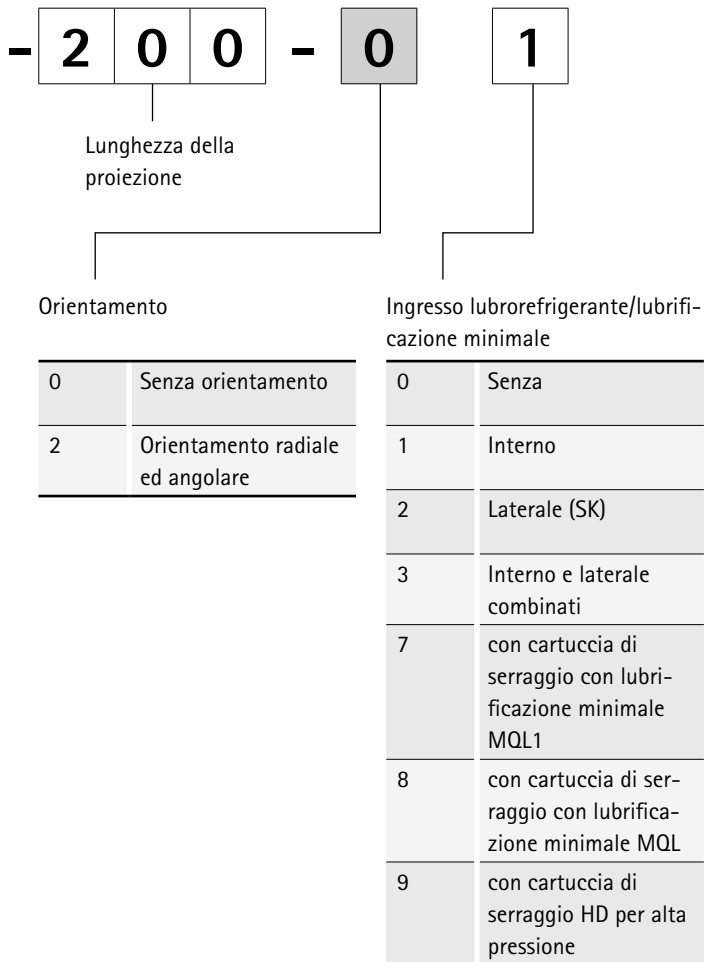 -200-0 1
Lunghezza della
proiezione
Orientamento
0 Senza orientamento
2 Orientamento radiale
ed angolare
Ingresso lubrorefrigerante/lubrifi-
cazione minimale
0 Senza
1 Interno
2 Laterale (SK)
3 Interno e laterale
combinati
7 con cartuccia di
serraggio con lubri-
ficazione minimale
MQL1
8 con cartuccia di ser-
raggio con lubrifica-
zione minimale MQL
9 con cartuccia di
serraggio HD per alta
pressione